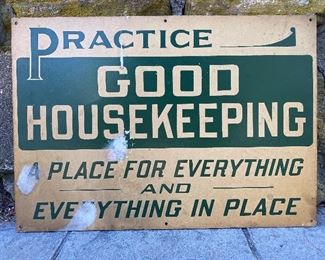 PRACTICE
GOOD
HOUSEKEEPING
A PLACE FOR EVERYTHING
AND
EVERYTHING IN PLACE